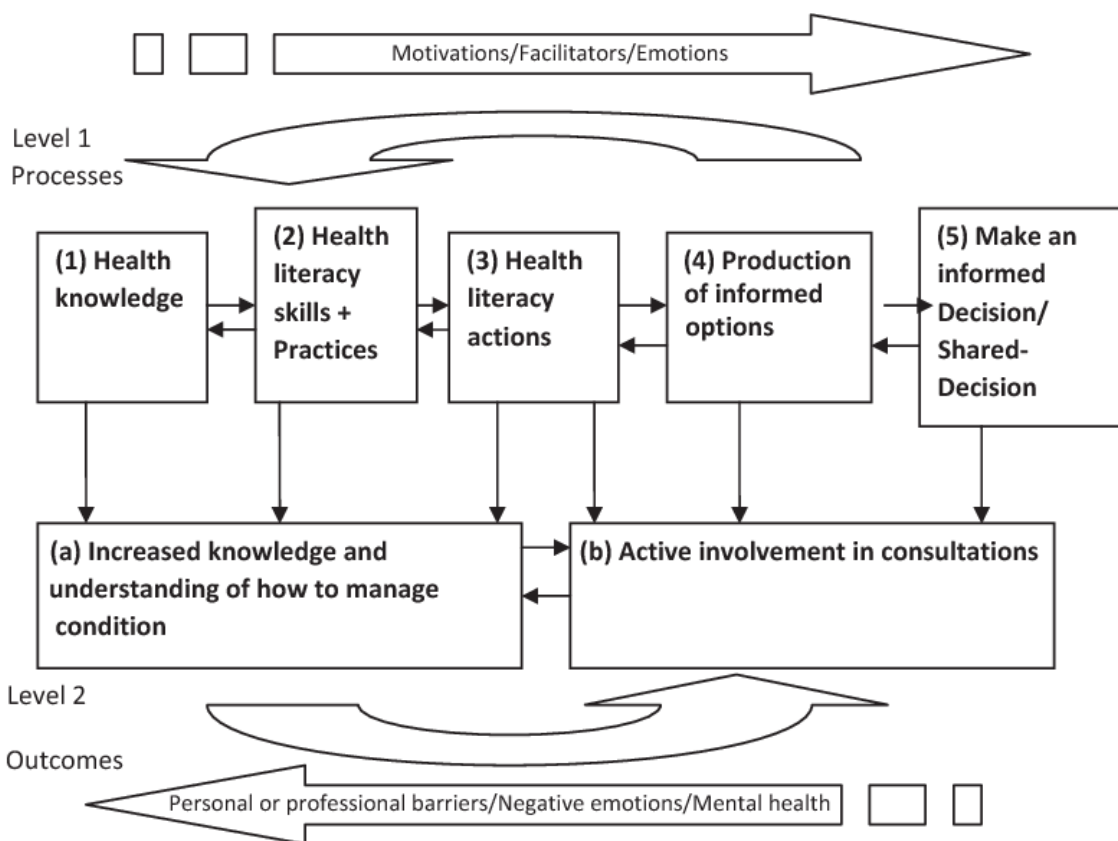 Motivations/Facilitators/Emotions
Level 1
Processes
(1) Health
knowledge
(2) Health
literacy
skills +
Practices
(3) Health
literacy
actions
(4) Production
of informed
options
(5) Make an
informed
Decision/
Shared-
Decision
(a) Increased knowledge and
understanding of how to manage
condition
(b) Active involvement in consultations
Level 2
Outcomes
Personal or professional barriers/Negative emotions/Mental health